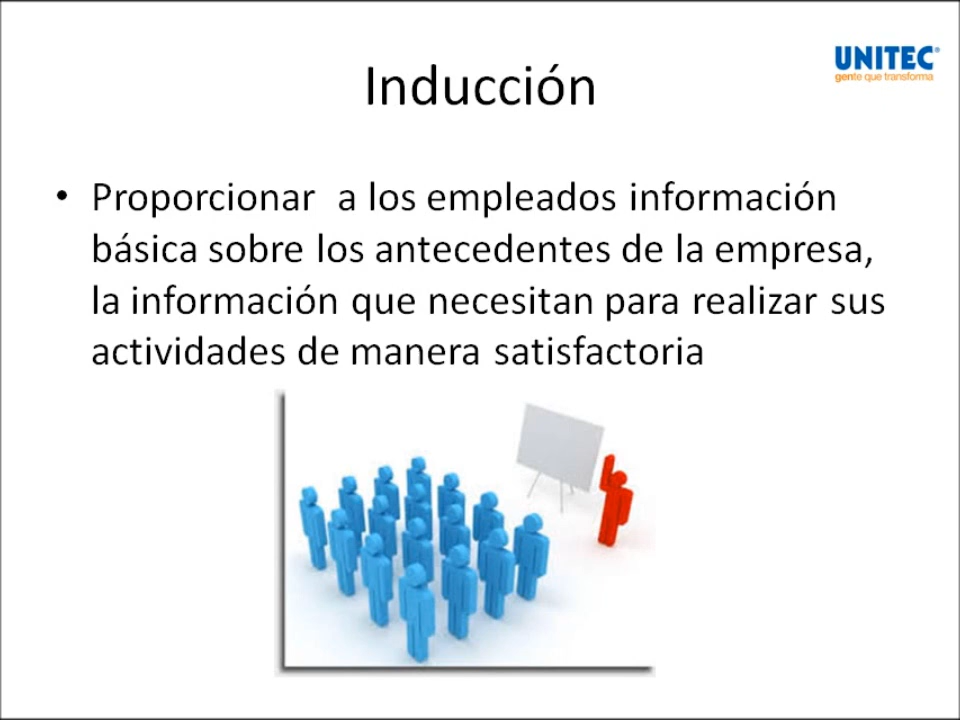 UNITEC®
gente que transforma
Inducción
• Proporcionar a los empleados información
básica sobre los antecedentes de la empresa,
la información que necesitan para realizar sus
actividades de manera satisfactoria